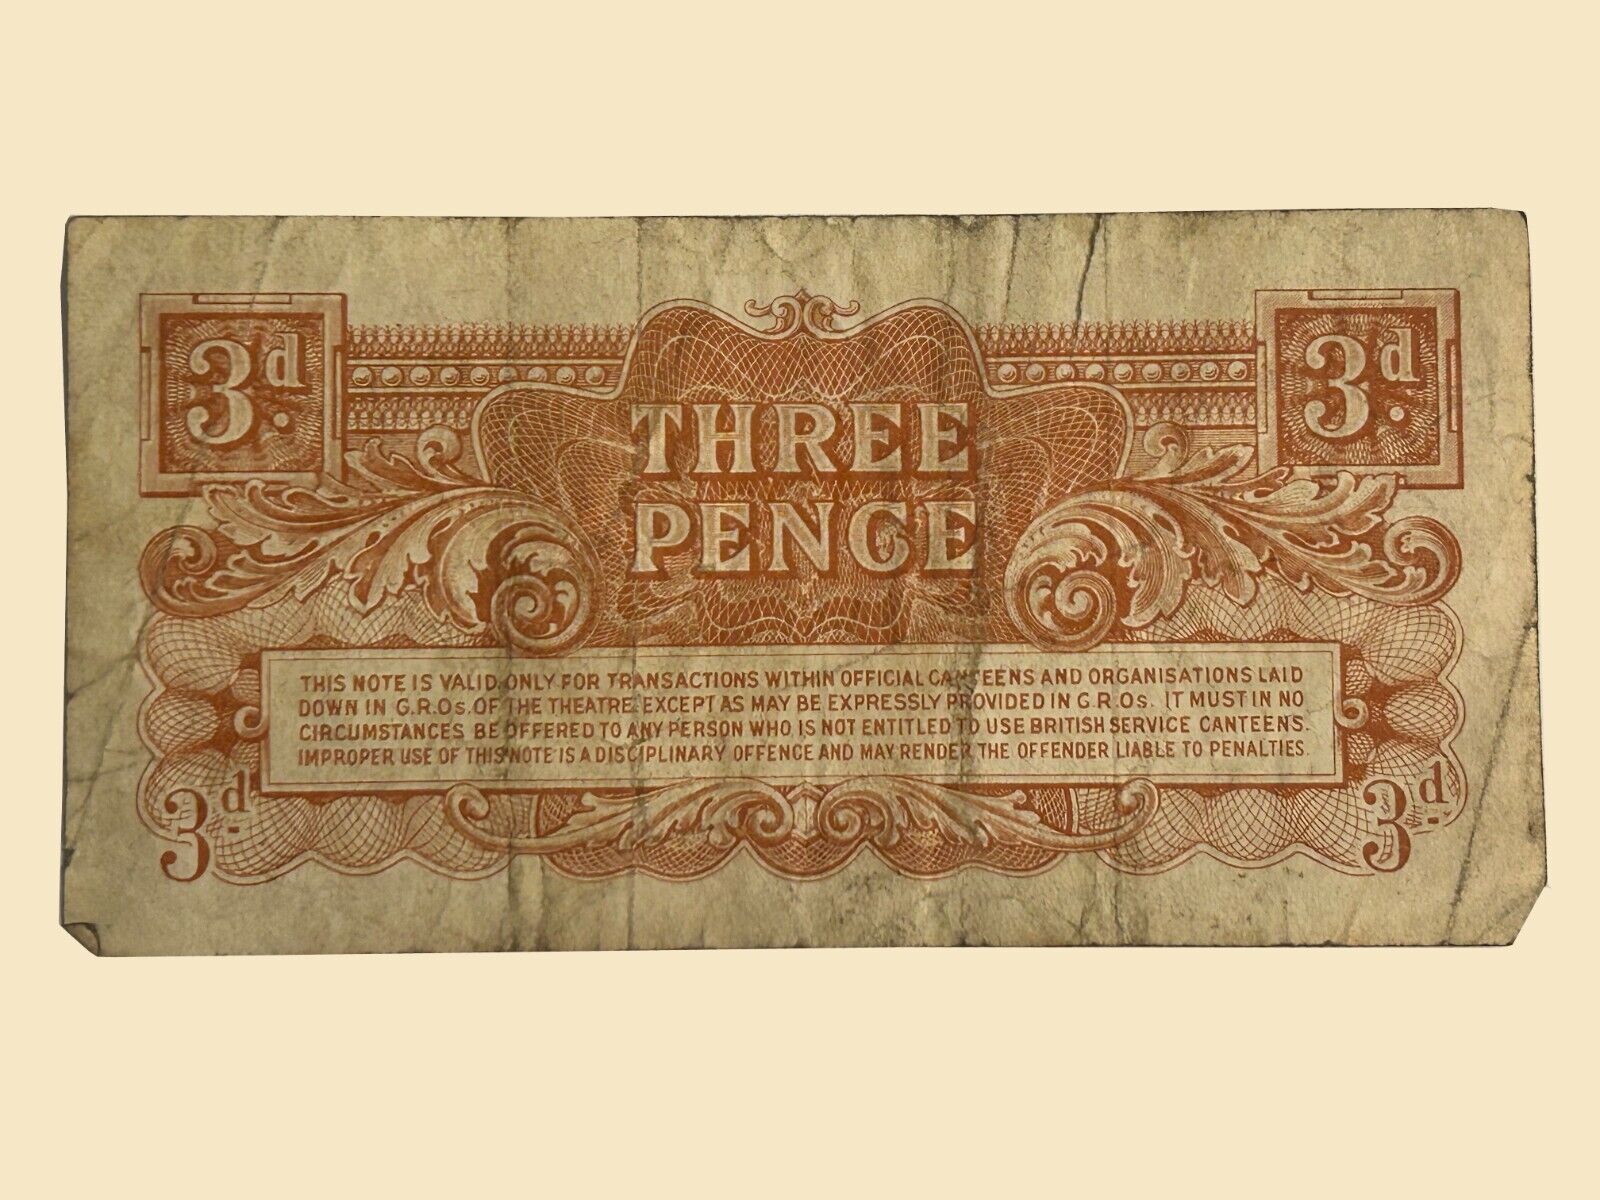 3d. 3d.
THREE
PENCE
THIS NOTE IS VALID ONLY FOR TRANSACTIONS WITHIN OFFICIAL CANTEENS AND ORGANISATIONS LAID
DOWN IN G.R.Os. OF THE THEATRE EXCEPT AS MAY BE EXPRESSLY PROVIDED IN G.R.Os. IT MUST IN NO
CIRCUMSTANCES BE OFFERED TO ANY PERSON WHO IS NOT ENTITLED TO USE BRITISH SERVICE CANTEENS.
IMPROPER USE OF THIS NOTE IS A DISCIPLINARY OFFENCE AND MAY RENDER THE OFFENDER LIABLE TO PENALTIES.
3d. 3d.